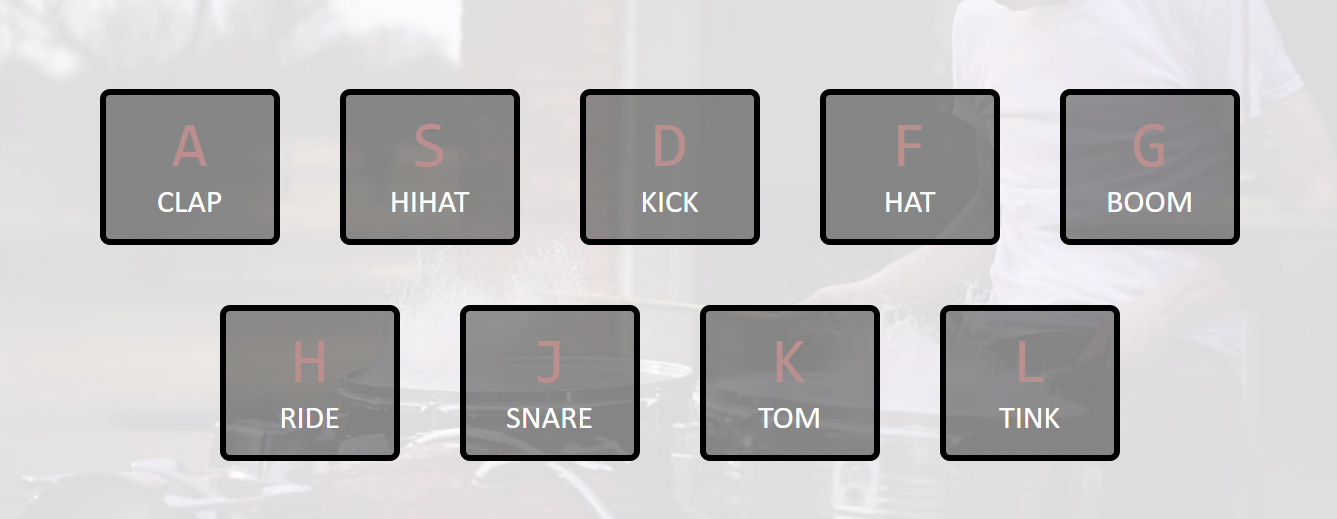 A S D F G
CLAP HIHAT KICK HAT BOOM
H J K L
RIDE SNARE TOM TINK